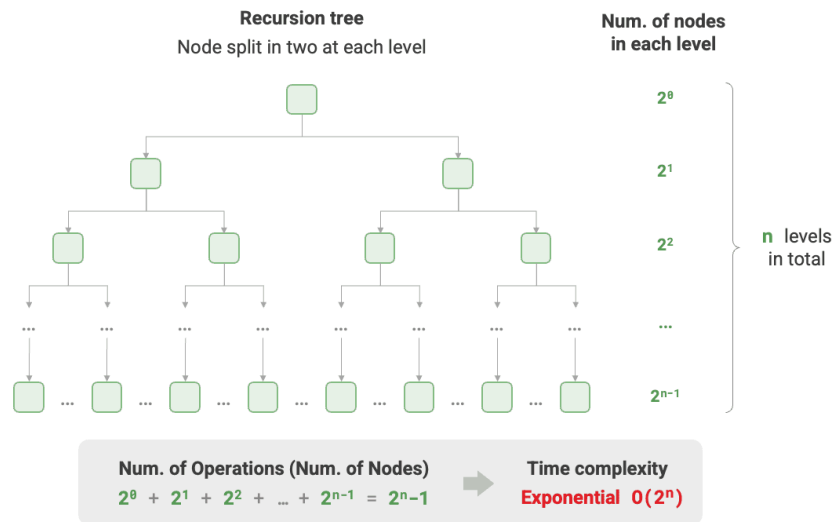 Recursion tree
Node split in two at each level
Num. of nodes
in each level
2⁰
2¹
2²
n levels
in total
... ... ... ... ... ... ... ... ...
2ⁿ⁻¹
... ... ... ... ... ... ...
Num. of Operations (Num. of Nodes)
2⁰ + 2¹ + 2² + … + 2ⁿ⁻¹ = 2ⁿ-1
Time complexity
Exponential O(2ⁿ)